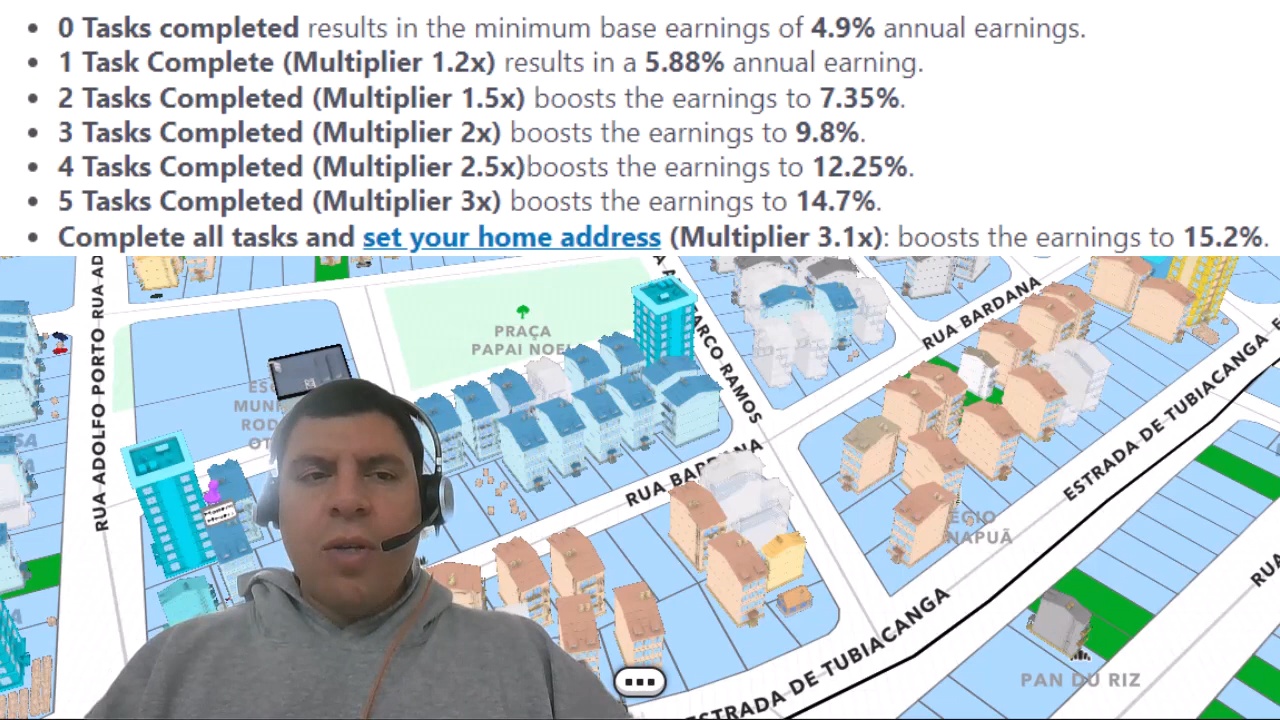 0 Tasks completed results in the minimum base earnings of 4.9% annual earnings.
1 Task Complete (Multiplier 1.2x) results in a 5.88% annual earning.
2 Tasks Completed (Multiplier 1.5x) boosts the earnings to 7.35%.
3 Tasks Completed (Multiplier 2x) boosts the earnings to 9.8%.
4 Tasks Completed (Multiplier 2.5x)boosts the earnings to 12.25%.
5 Tasks Completed (Multiplier 3x) boosts the earnings to 14.7%.
Complete all tasks and set your home address (Multiplier 3.1x): boosts the earnings to 15.2%.
RUA ADOLFO PORTO RUA AD
PRAÇA
PAPAI NOEL
ARCO RAMOS
RUA BARDANA
RUA BARDANA
ESTRADA DE TUBIACANGA
ESTRADA DE TUBIACANGA
PAN DU RIZ
RUA